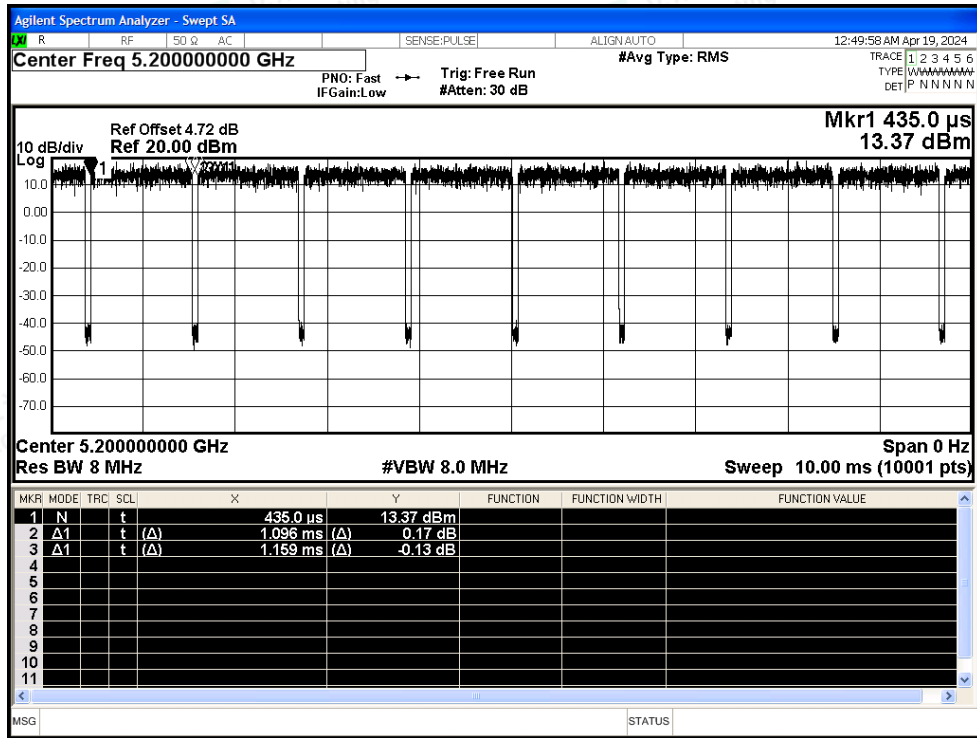 Agilent Spectrum Analyzer - Swept SA
LXI R RF 50 Ω AC SENSE:PULSE ALIGN AUTO 12:49:58 AM Apr 19, 2024
Center Freq 5.200000000 GHz #Avg Type: RMS TRACE 1 2 3 4 5 6
PNO: Fast Trig: Free Run TYPE
IFGain:Low #Atten: 30 dB DET P N N N N N
Mkr1 435.0 µs
Ref Offset 4.72 dB
10 dB/div Ref 20.00 dBm 13.37 dBm
Log
1
10.0
0.00
-10.0
-20.0
-30.0
-40.0
-50.0
-60.0
-70.0
Center 5.200000000 GHz Span 0 Hz
Res BW 8 MHz #VBW 8.0 MHz Sweep 10.00 ms (10001 pts)
MKR MODE TRC SCL X Y FUNCTION FUNCTION WIDTH FUNCTION VALUE
1 N t 435.0 µs 13.37 dBm
2 Δ1 t (Δ) 1.096 ms (Δ) 0.17 dB
3 Δ1 t (Δ) 1.159 ms (Δ) -0.13 dB
4
5
6
7
8
9
10
11
MSG STATUS